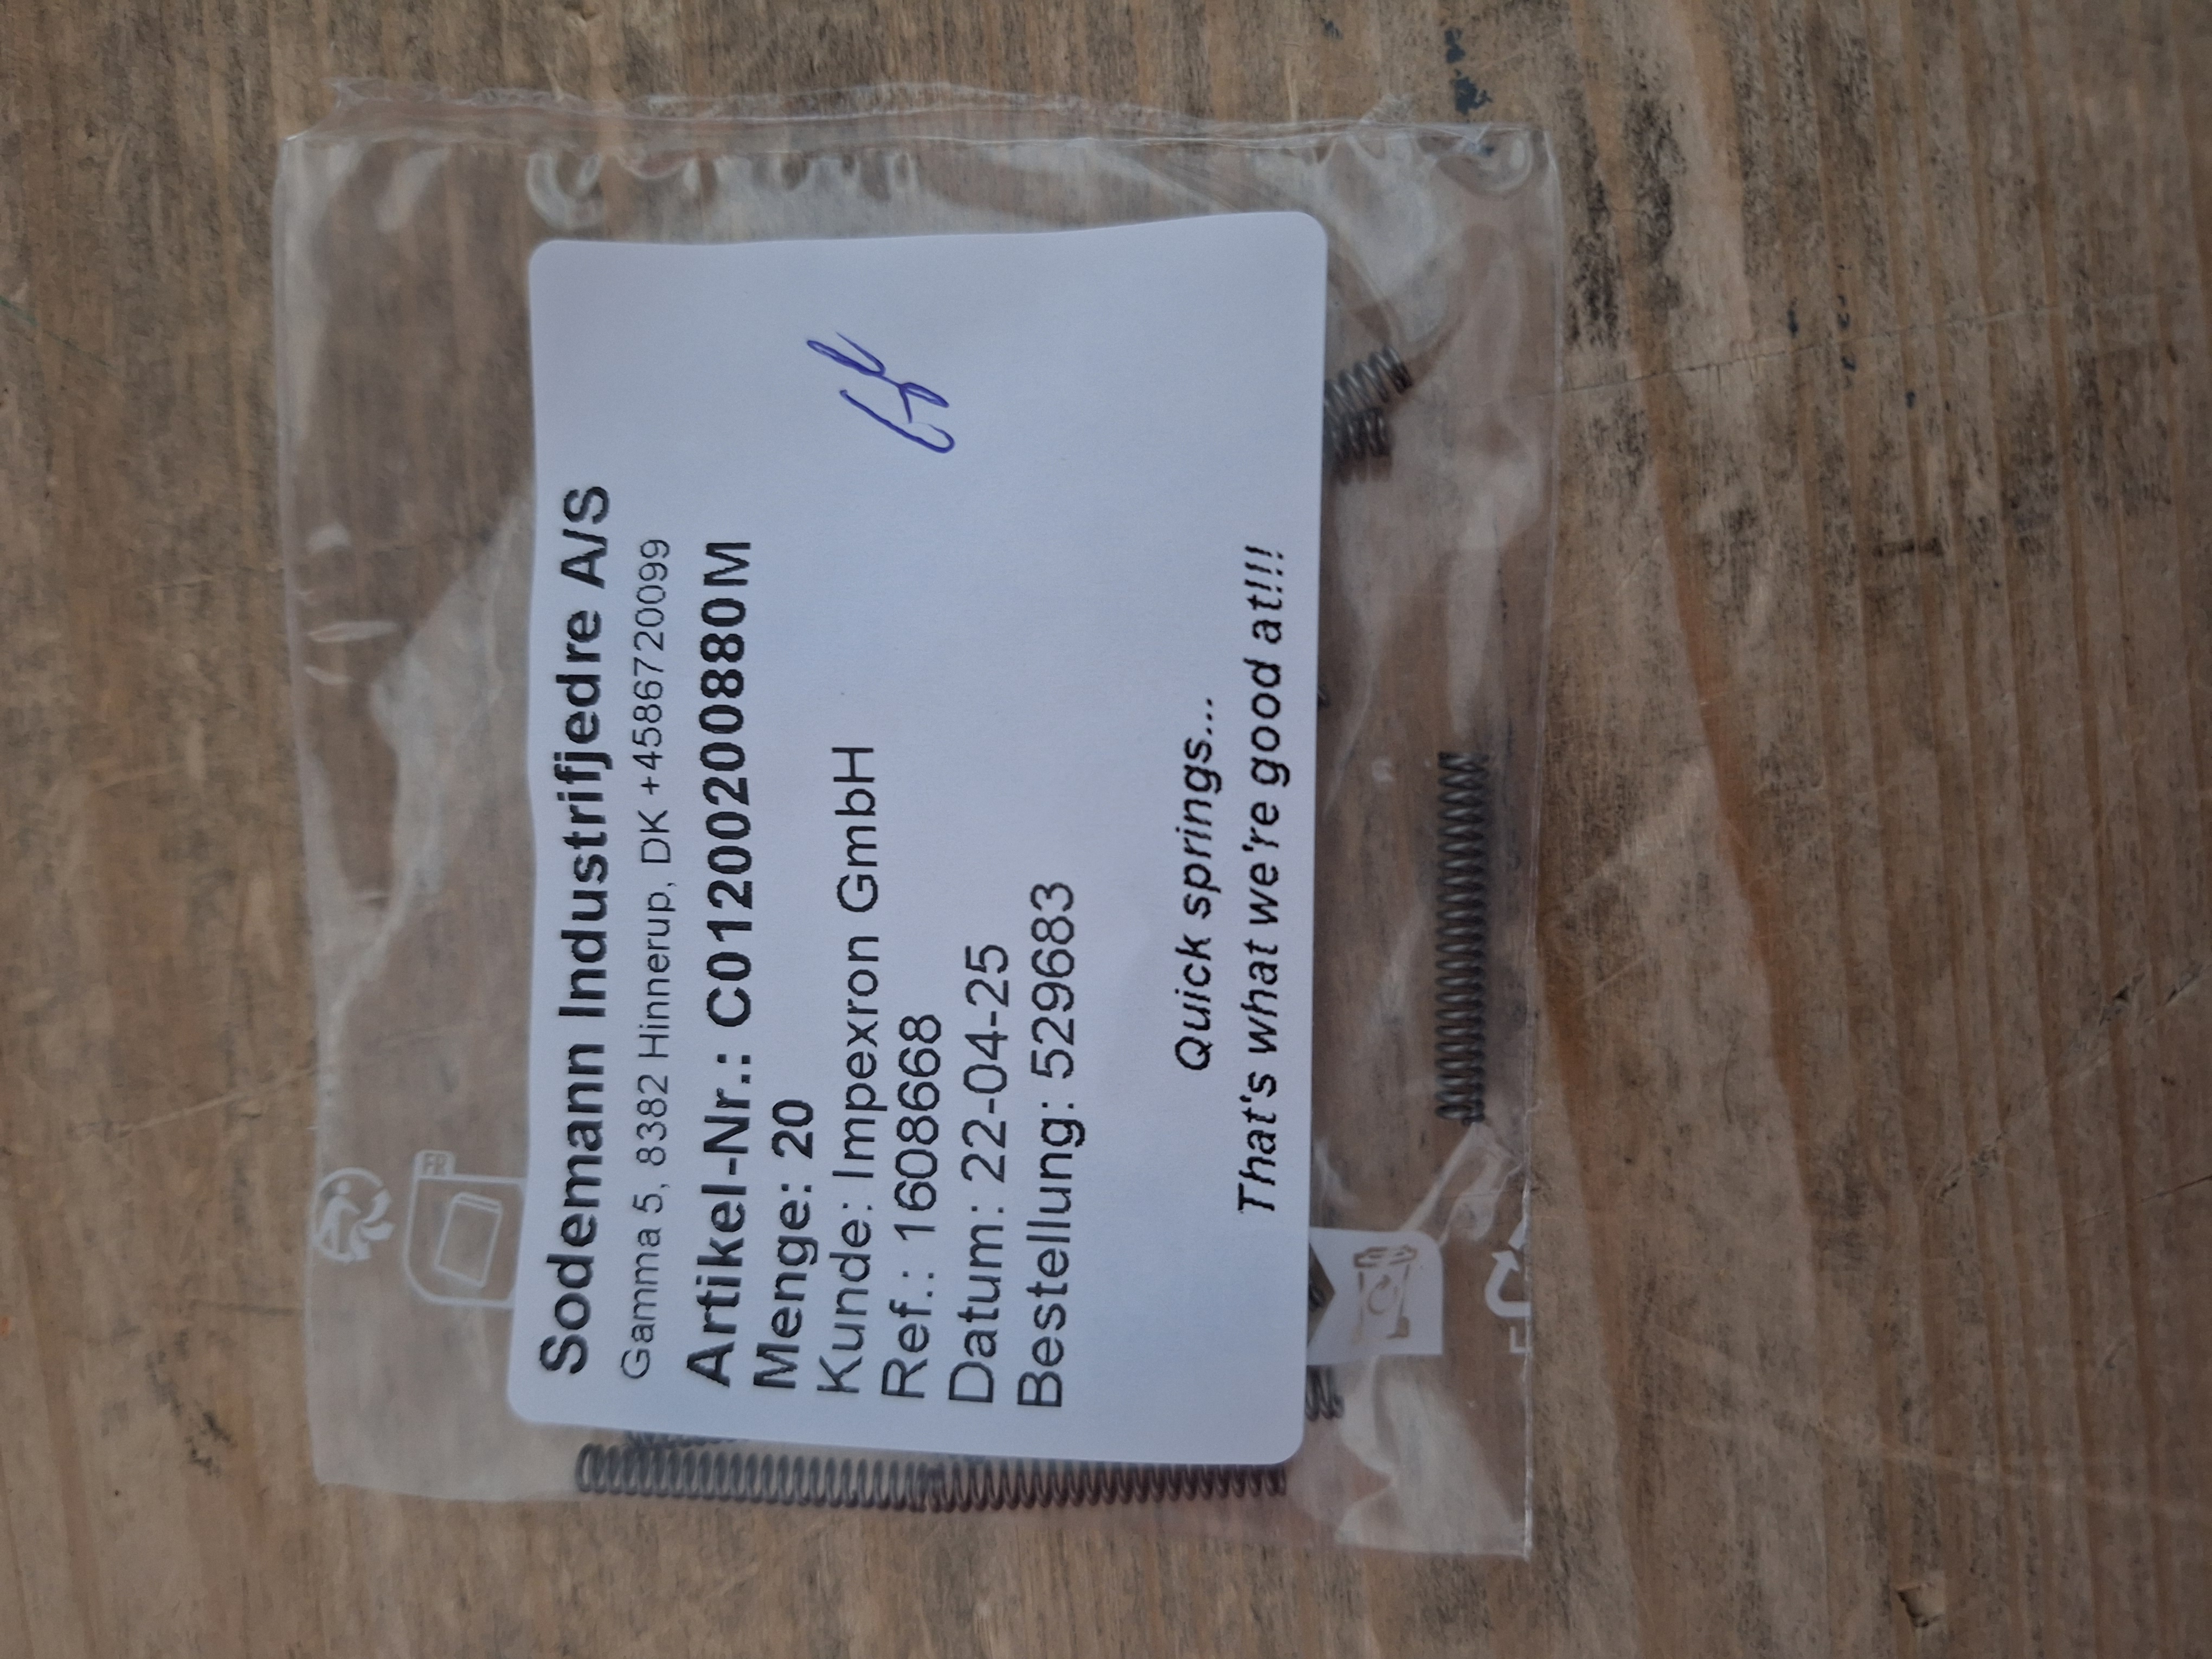 Sodemann Industrifjedre A/S
Gamma 5, 8382 Hinnerup, DK +4586720099
Artikel-Nr.: C01200200880M
Menge: 20
Kunde: Impexron GmbH
Ref.: 1608668
Datum: 22-04-25
Bestellung: 529683
Quick springs...
That's what we're good at!!!
FR